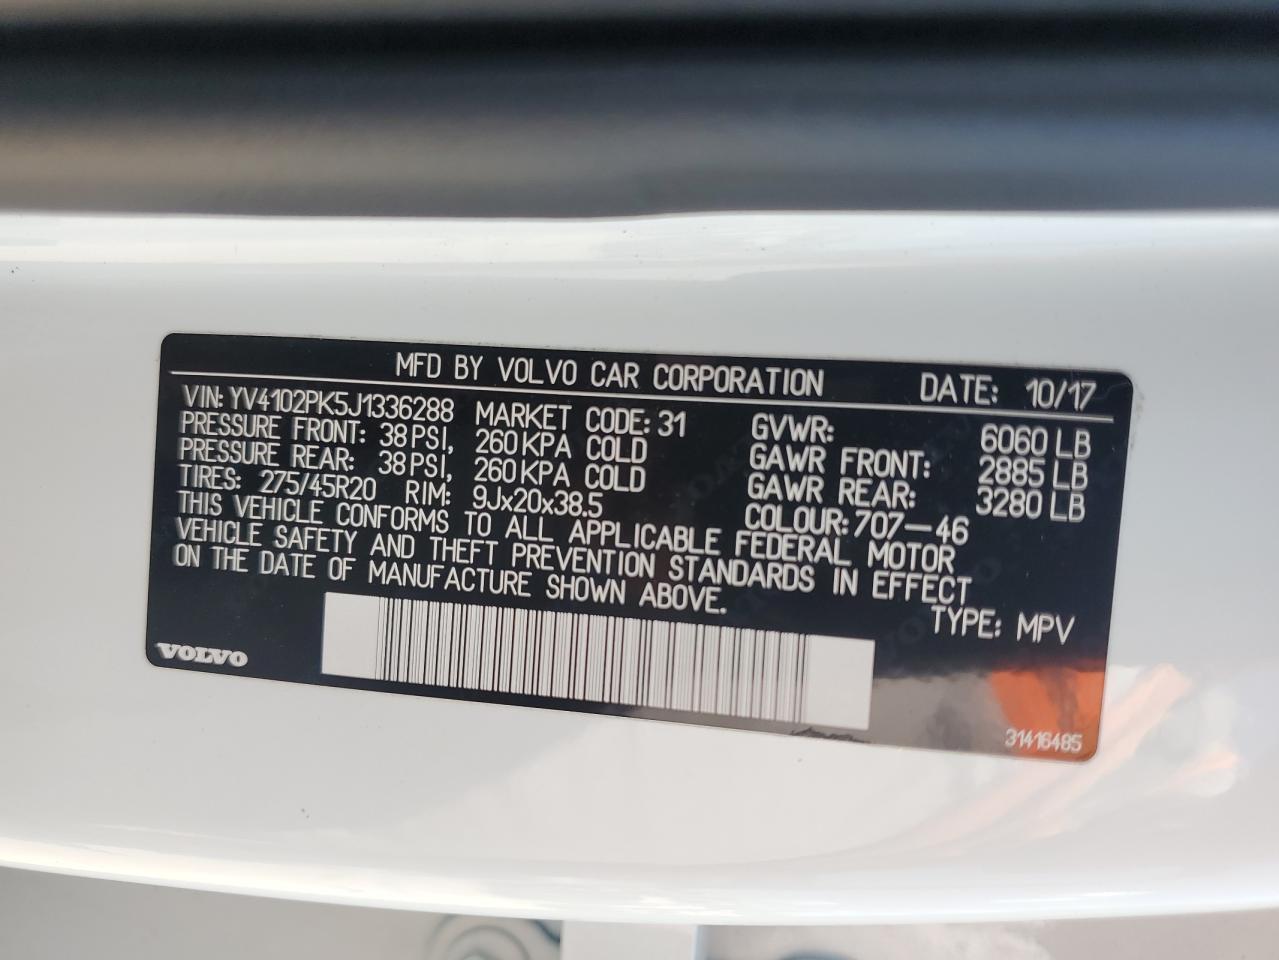 MFD BY VOLVO CAR CORPORATION DATE: 10/17
VIN: YV4102PK5J1336288 MARKET CODE: 31 GVWR: 6060 LB
PRESSURE FRONT: 38 PSI, 260 KPA COLD GAWR FRONT: 2885 LB
PRESSURE REAR: 38 PSI, 260 KPA COLD GAWR REAR: 3280 LB
TIRES: 275/45R20 RIM: 9Jx20x38.5 COLOUR: 707-46
THIS VEHICLE CONFORMS TO ALL APPLICABLE FEDERAL MOTOR
VEHICLE SAFETY AND THEFT PREVENTION STANDARDS IN EFFECT
ON THE DATE OF MANUFACTURE SHOWN ABOVE. TYPE: MPV
VOLVO
31416485